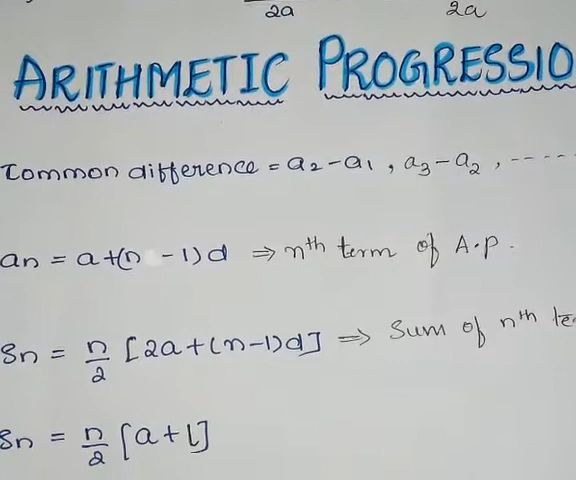 2a 2a
ARITHMETIC PROGRESSIO
Common difference = a₂-a₁, a₃-a₂, -----
an = a+(n -1)d ⇒ nᵗʰ term of A.p.
Sn = n/2 [2a+(n-1)d] ⇒ Sum of nᵗʰ te
Sn = n/2 [a+l]